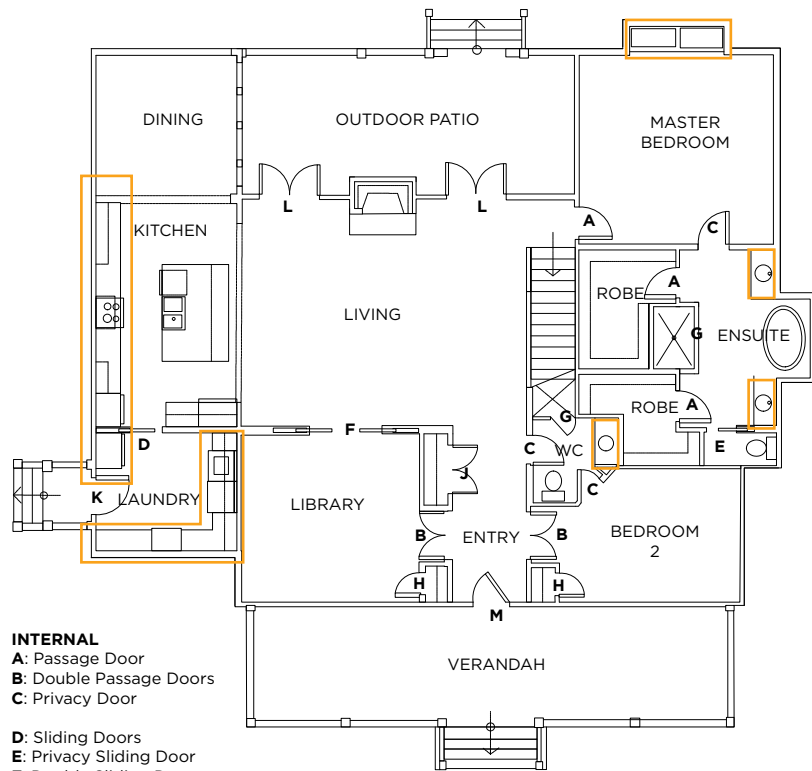 DINING
OUTDOOR PATIO
MASTER
BEDROOM
L
L
A
C
KITCHEN
ROBE
A
LIVING
G
ENSUITE
ROBE
A
G
D
F
C
WC
E
J
C
K
LAUNDRY
LIBRARY
B
ENTRY
B
BEDROOM
2
H
H
M
INTERNAL
A: Passage Door
B: Double Passage Doors
C: Privacy Door
VERANDAH
D: Sliding Doors
E: Privacy Sliding Door